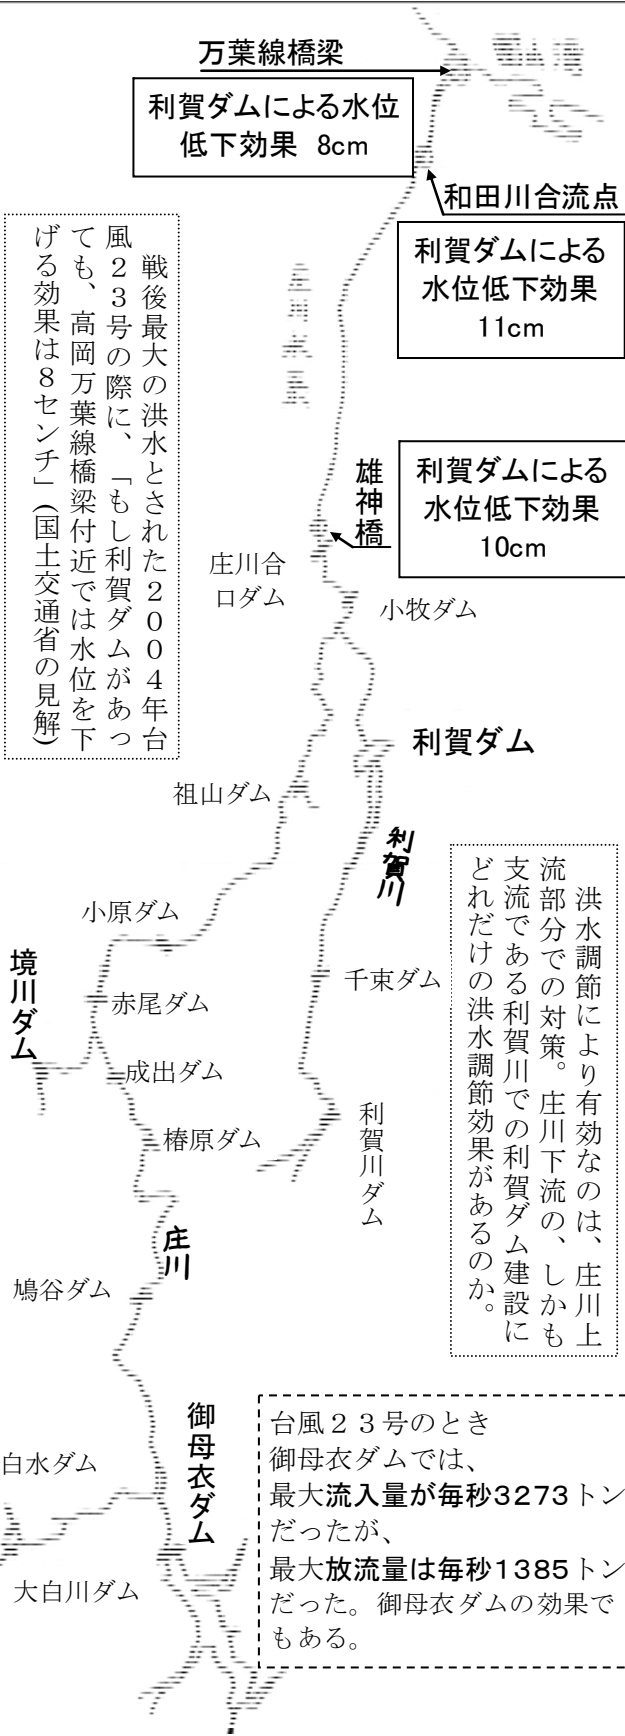 万葉線橋梁
利賀ダムによる水位
低下効果 8cm
和田川合流点
利賀ダムによる
水位低下効果
11cm
戦後最大の洪水とされた2004年台
風23号の際に、「もし利賀ダムがあっ
ても、高岡万葉線橋梁付近では水位を下
げる効果は8センチ」(国土交通省の見解)
雄神橋
利賀ダムによる
水位低下効果
10cm
庄川合
口ダム
小牧ダム
利賀ダム
祖山ダム
利賀川
小原ダム
洪水調節により有効なのは、庄川上
流部分での対策。庄川下流の、しかも
支流である利賀川での利賀ダム建設に
どれだけの洪水調節効果があるのか。
千束ダム
境川ダム
赤尾ダム
成出ダム
椿原ダム
利賀川ダム
庄川
鳩谷ダム
御母衣ダム
白水ダム
大白川ダム
台風23号のとき
御母衣ダムでは、
最大流入量が毎秒3273トン
だったが、
最大放流量は毎秒1385トン
だった。御母衣ダムの効果で
もある。